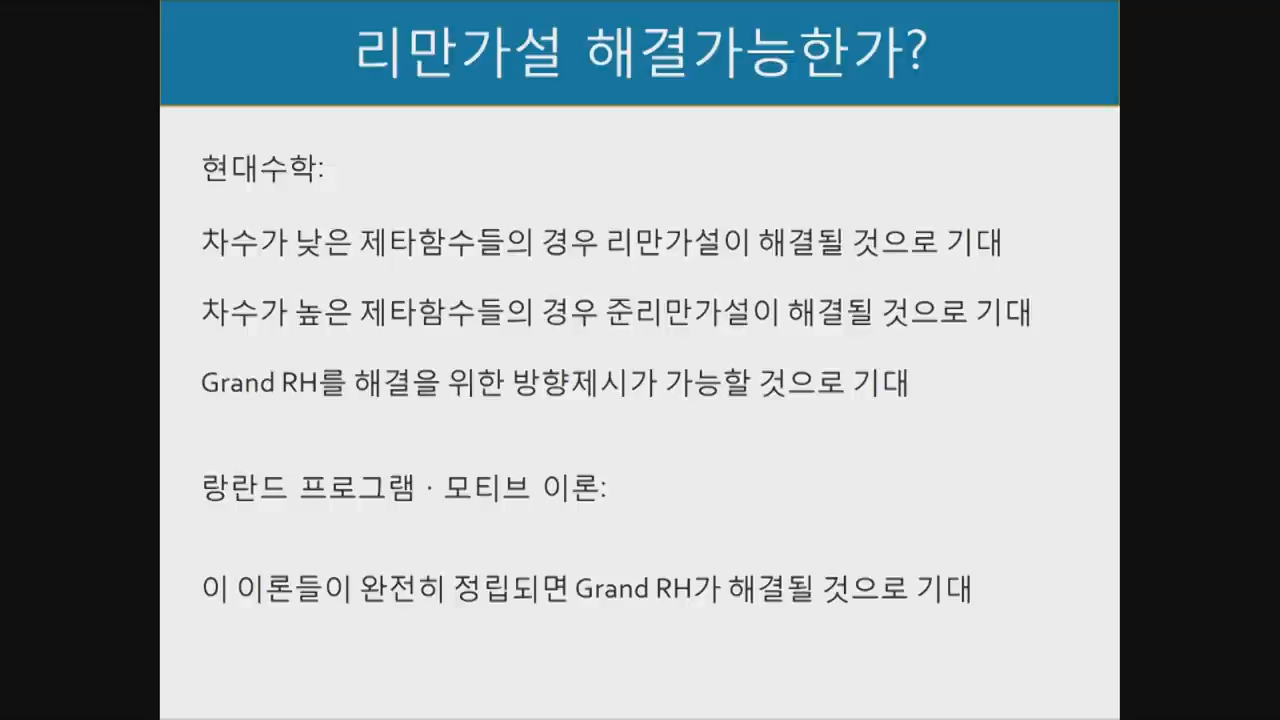 리만가설 해결가능한가?
현대수학:
차수가 낮은 제타함수들의 경우 리만가설이 해결될 것으로 기대
차수가 높은 제타함수들의 경우 준리만가설이 해결될 것으로 기대
Grand RH를 해결을 위한 방향제시가 가능할 것으로 기대
랑란드 프로그램 · 모티브 이론:
이 이론들이 완전히 정립되면 Grand RH가 해결될 것으로 기대